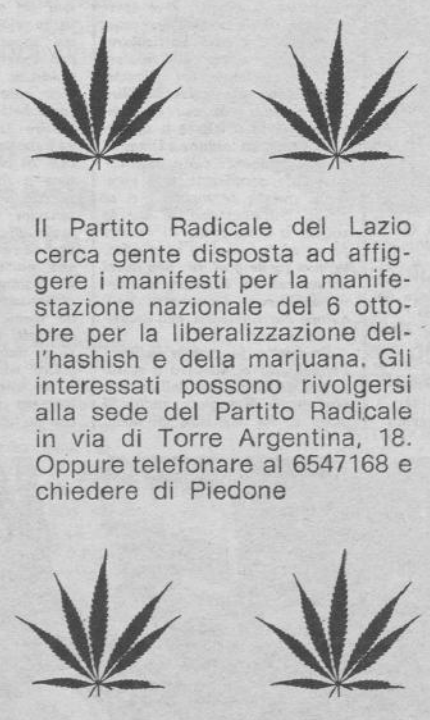 Il Partito Radicale del Lazio
cerca gente disposta ad affig-
gere i manifesti per la manife-
stazione nazionale del 6 otto-
bre per la liberalizzazione del-
l'hashish e della marjuana. Gli
interessati possono rivolgersi
alla sede del Partito Radicale
in via di Torre Argentina, 18.
Oppure telefonare al 6547168 e
chiedere di Piedone